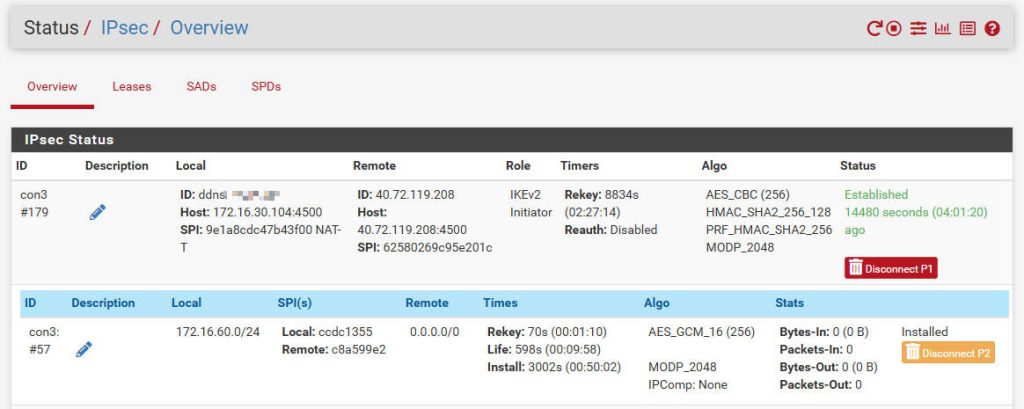 Status / IPsec / Overview
Overview Leases SADs SPDs
IPsec Status
ID Description Local Remote Role Timers Algo Status
con3
#179
ID: ddns
Host: 172.16.30.104:4500
SPI: 9e1a8cdc47b43f00 NAT-
T
ID: 40.72.119.208
Host:
40.72.119.208:4500
SPI: 62580269c95e201c
IKEv2
Initiator
Rekey: 8834s
(02:27:14)
Reauth: Disabled
AES_CBC (256)
HMAC_SHA2_256_128
PRF_HMAC_SHA2_256
MODP_2048
Established
14480 seconds (04:01:20)
ago
Disconnect P1
ID Description Local SPI(s) Remote Times Algo Stats
con3:
#57
172.16.60.0/24
Local: ccdc1355
Remote: c8a599e2
0.0.0.0/0
Rekey: 70s (00:01:10)
Life: 598s (00:09:58)
Install: 3002s (00:50:02)
AES_GCM_16 (256)
MODP_2048
IPComp: None
Bytes-In: 0 (0 B)
Packets-In: 0
Bytes-Out: 0 (0 B)
Packets-Out: 0
Installed
Disconnect P2